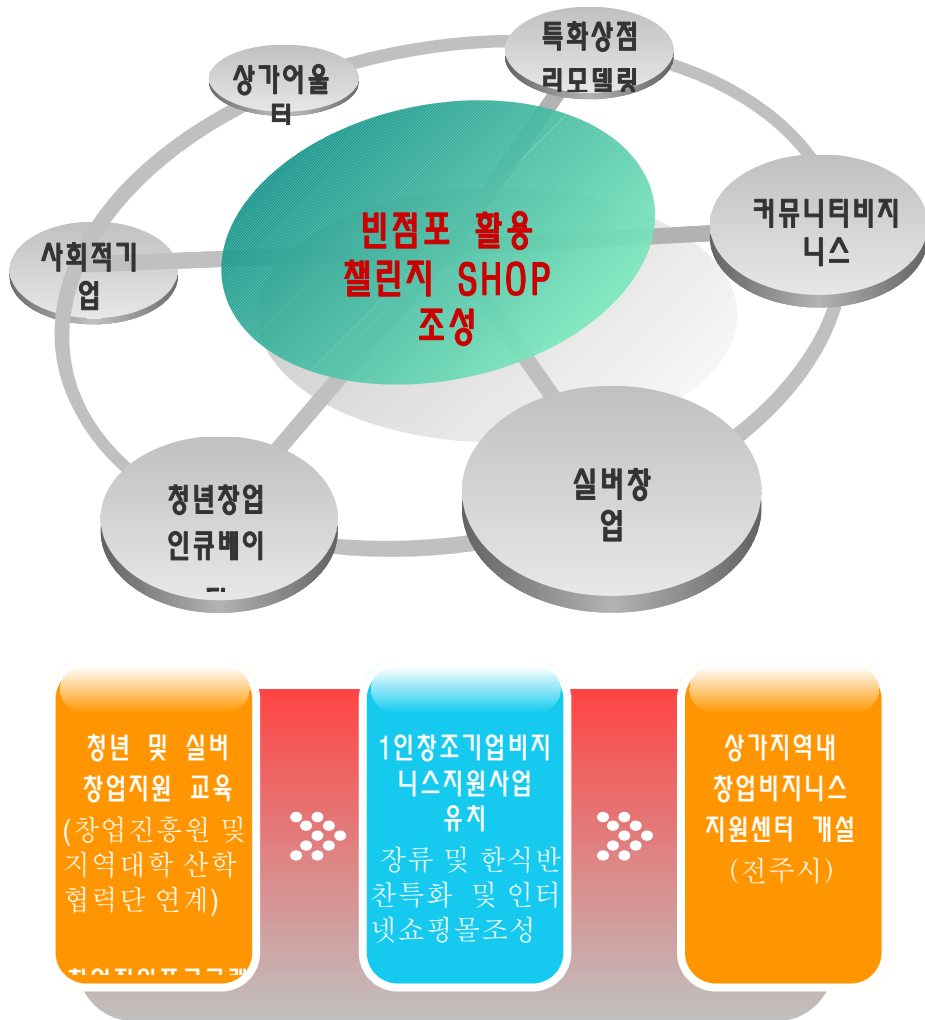 특화상점
리모델링
상가어울
터
커뮤니티비지
니스
사회적기
업
빈점포 활용
챌린지 SHOP
조성
청년창업
인큐베이
실버창
업
청년 및 실버
창업지원 교육
(창업진흥원 및
지역대학 산학
협력단 연계)
1인창조기업비지
니스지원사업
유치
장류 및 한식반
찬특화 및 인터
넷쇼핑몰조성
상가지역내
창업비지니스
지원센터 개설
(전주시)